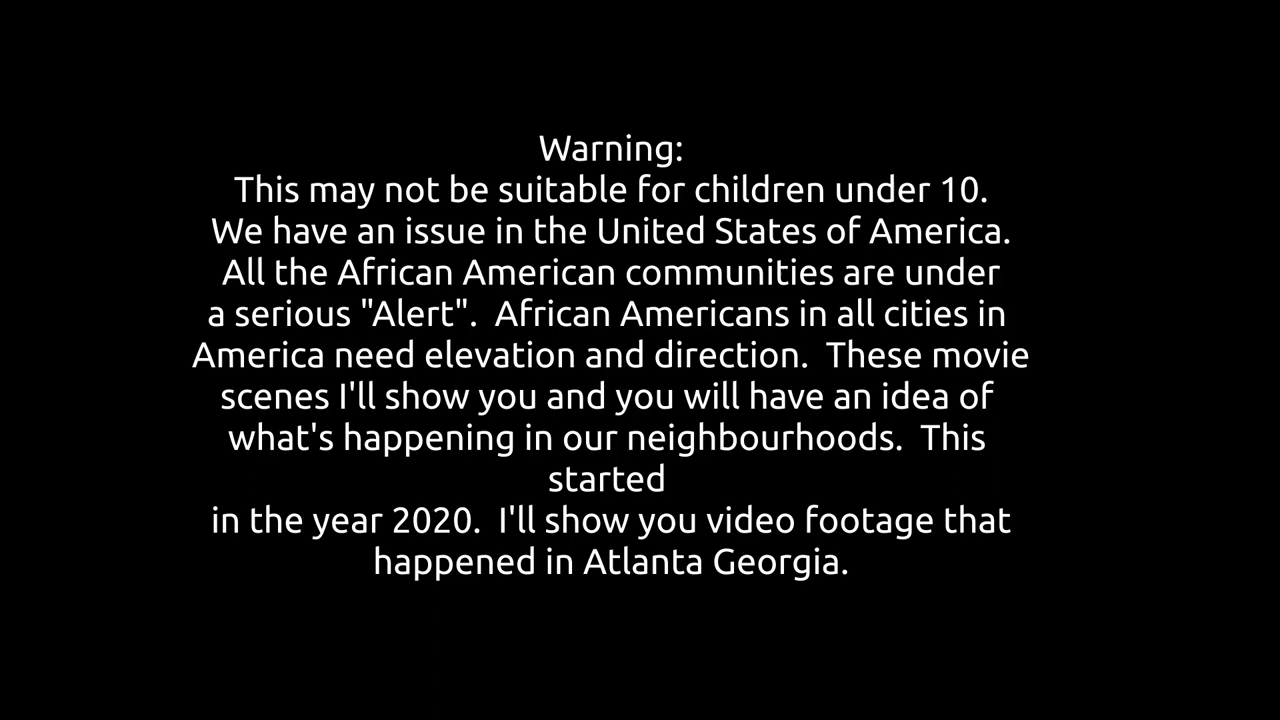 Warning:
This may not be suitable for children under 10.
We have an issue in the United States of America.
All the African American communities are under
a serious "Alert".  African Americans in all cities in
America need elevation and direction.  These movie
scenes I'll show you and you will have an idea of
what's happening in our neighbourhoods.  This
started
in the year 2020.  I'll show you video footage that
happened in Atlanta Georgia.